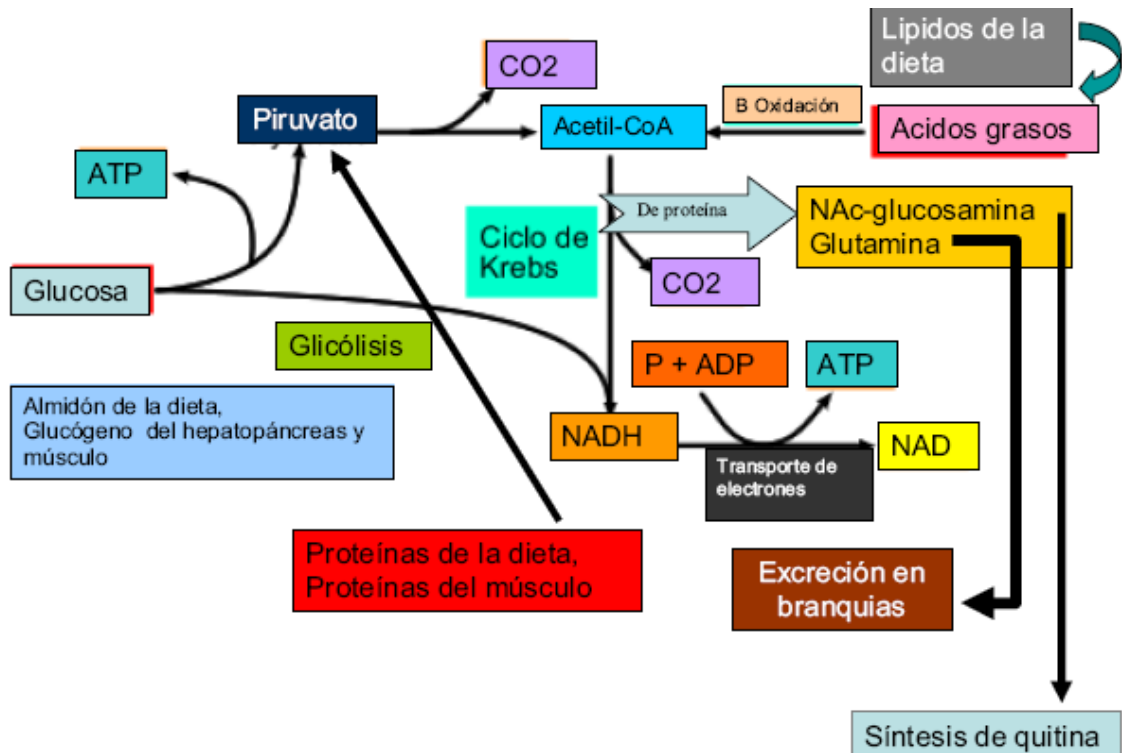 Lipidos de la
dieta
CO2
B Oxidación
Piruvato
Acetil-CoA
Acidos grasos
ATP
De proteína
NAc-glucosamina
Glutamina
Ciclo de
Krebs
CO2
Glucosa
Glicólisis
P + ADP
ATP
Almidón de la dieta,
Glucógeno del hepatopáncreas y
músculo
NADH
NAD
Transporte de
electrones
Proteínas de la dieta,
Proteínas del músculo
Excreción en
branquias
Síntesis de quitina